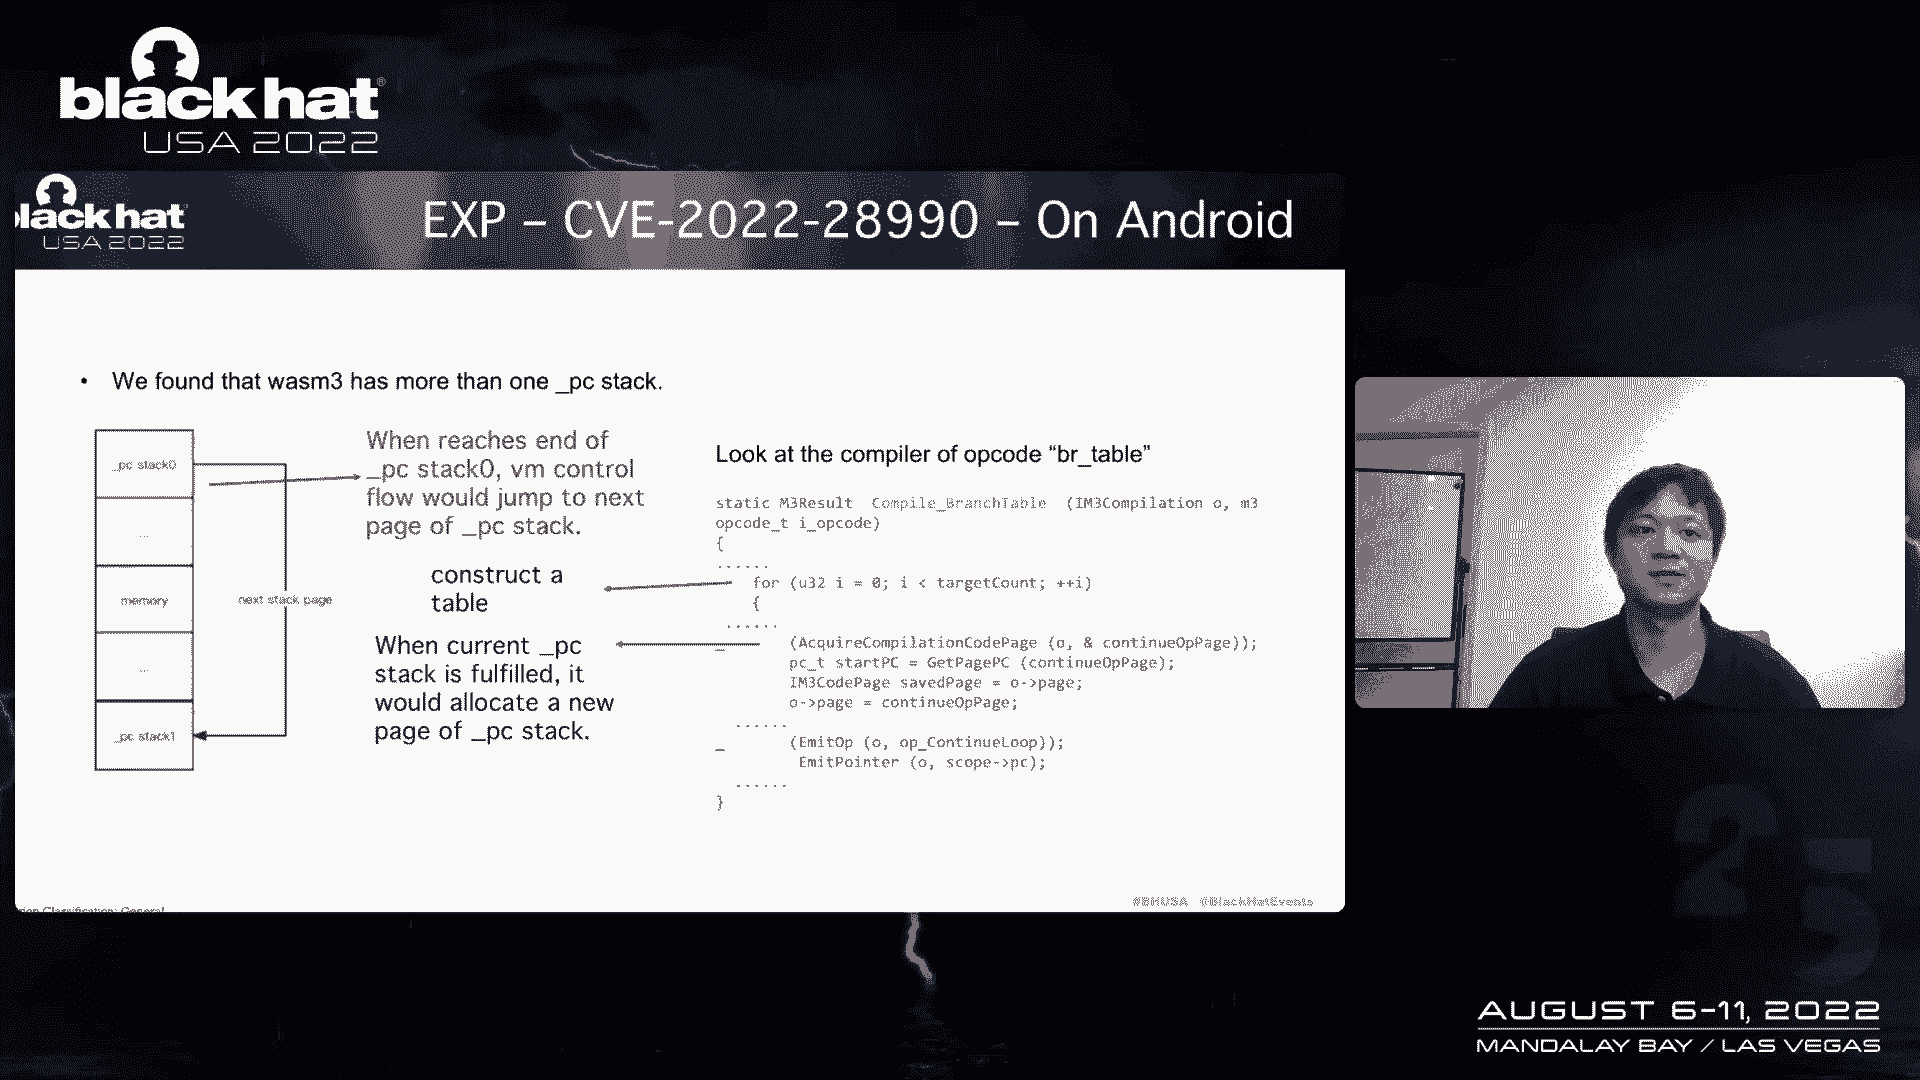 black hat®
USA 2022
black hat
USA 2022
EXP – CVE-2022-28990 – On Android
• We found that wasm3 has more than one _pc stack.
_pc stack0
...
memory
...
_pc stack1
next stack page
When reaches end of
_pc stack0, vm control
flow would jump to next
page of _pc stack.
construct a
table
When current _pc
stack is fulfilled, it
would allocate a new
page of _pc stack.
Look at the compiler of opcode “br_table”
static M3Result Compile_BranchTable (IM3Compilation o, m3
opcode_t i_opcode)
{
......
for (u32 i = 0; i < targetCount; ++i)
{
......
_ (AcquireCompilationCodePage (o, & continueOpPage));
pc_t startPC = GetPagePC (continueOpPage);
IM3CodePage savedPage = o->page;
o->page = continueOpPage;
......
_ (EmitOp (o, op_ContinueLoop));
EmitPointer (o, scope->pc);
......
}
Classification: General
#BHUSA @BlackHatEvents
25
AUGUST 6-11, 2022
MANDALAY BAY / LAS VEGAS